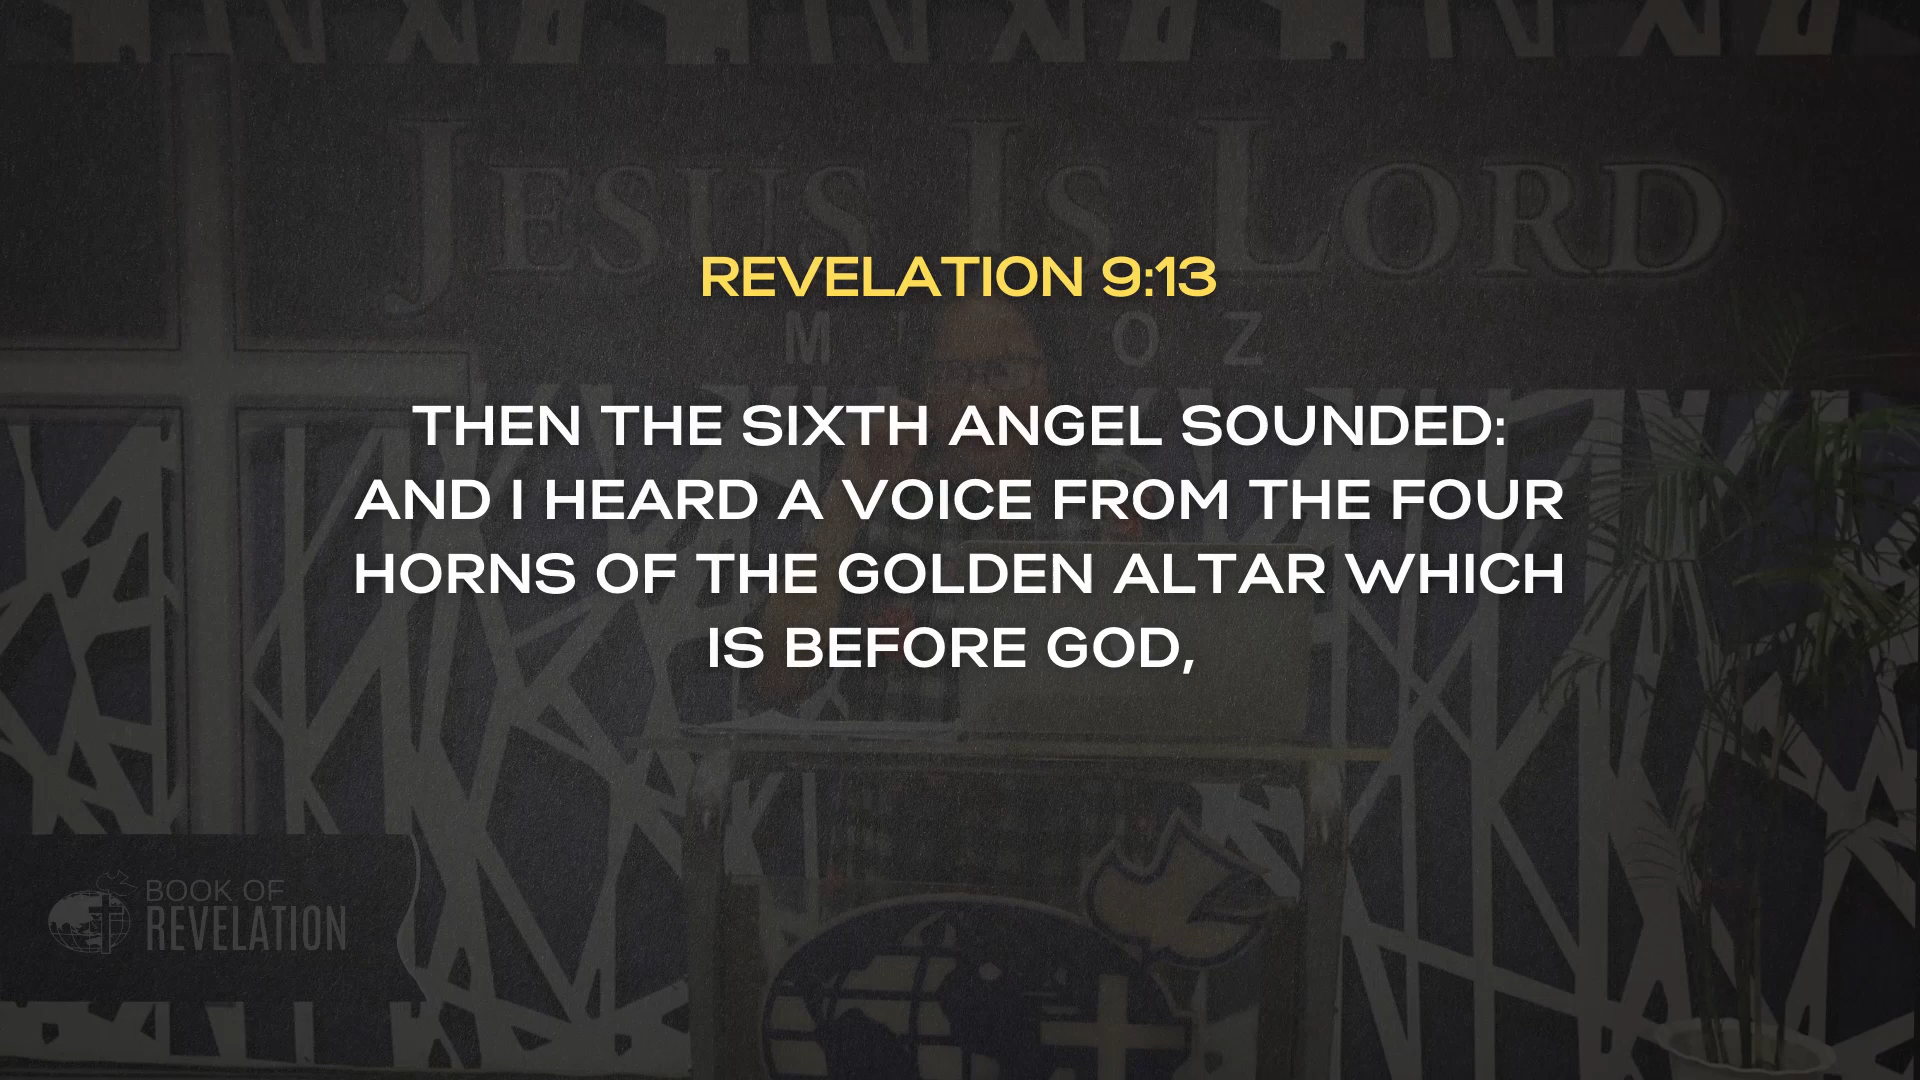 JESUS IS LORD
REVELATION 9:13
M OZ
THEN THE SIXTH ANGEL SOUNDED:
AND I HEARD A VOICE FROM THE FOUR
HORNS OF THE GOLDEN ALTAR WHICH
IS BEFORE GOD,
BOOK OF
REVELATION